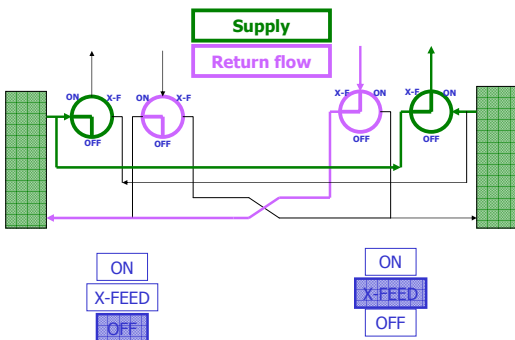 Supply
Return flow
ON X-F ON X-F X-F ON X-F ON
OFF OFF OFF OFF
ON ON
X-FEED X-FEED
OFF OFF